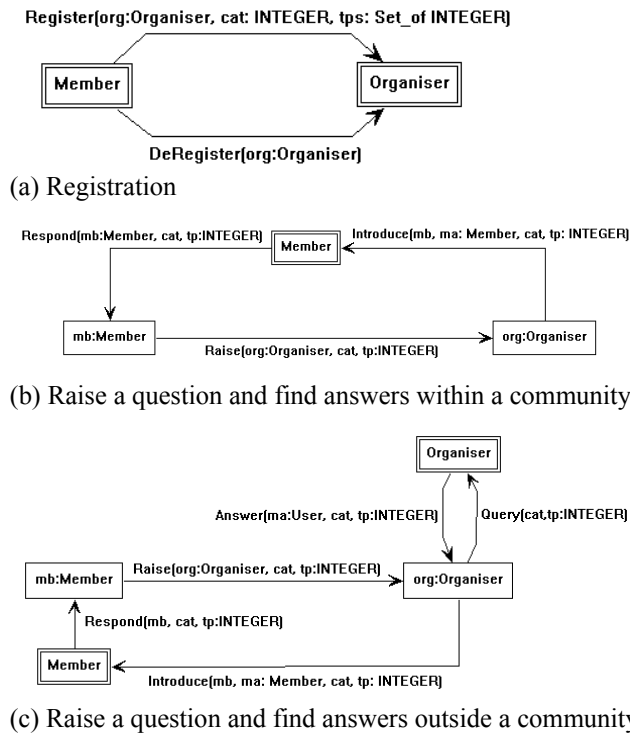 Register(org:Organiser, cat: INTEGER, tps: Set_of INTEGER)
Member
Organiser
DeRegister(org:Organiser)
(a) Registration
Respond(mb:Member, cat, tp:INTEGER)
Member
Introduce(mb, ma: Member, cat, tp: INTEGER)
mb:Member
Raise(org:Organiser, cat, tp:INTEGER)
org:Organiser
(b) Raise a question and find answers within a community
Organiser
Answer(ma:User, cat, tp:INTEGER)
Query(cat,tp:INTEGER)
mb:Member
Raise(org:Organiser, cat, tp:INTEGER)
org:Organiser
Respond(mb, cat, tp:INTEGER)
Member
Introduce(mb, ma: Member, cat, tp: INTEGER)
(c) Raise a question and find answers outside a community